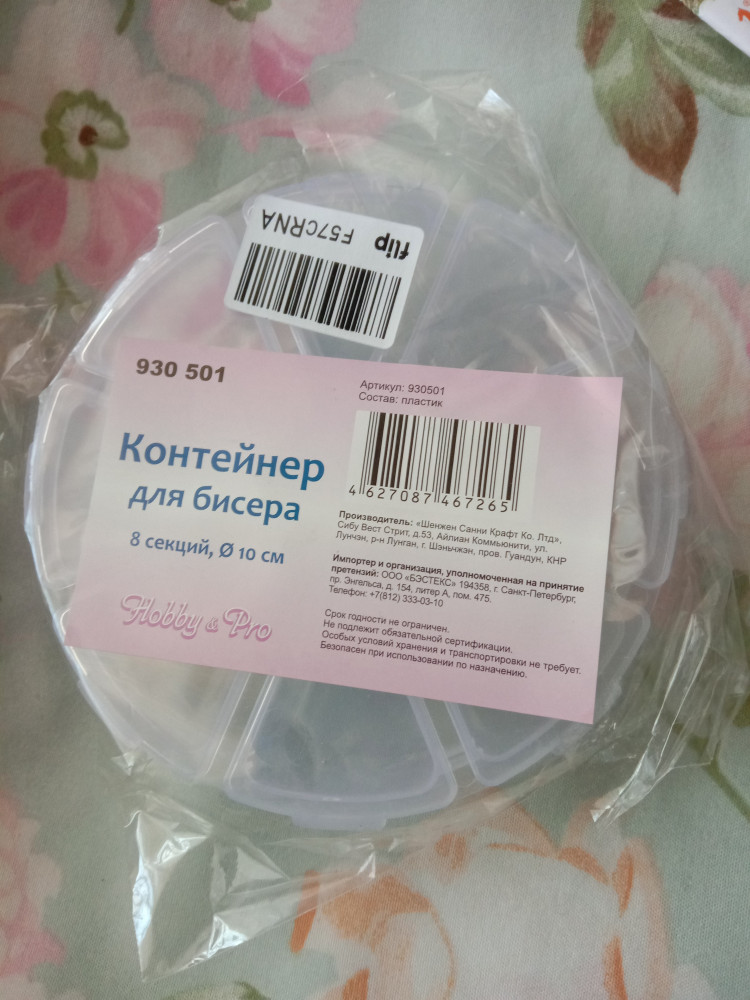 flip F57cRNA
930 501
Контейнер
для бисера
8 секций, Ø 10 см
Hobby & Pro
Артикул: 930501
Состав: пластик
4 627087 467265
Производитель: «Шенжен Санни Крафт Ко. Лтд»,
Сибу Вест Стрит, д.53, Айлиан Коммьюнити, ул.
Лунчэн, р-н Лунган, г. Шэньчжэн, пров. Гуандун, КНР
Импортер и организация, уполномоченная на принятие
претензий: ООО «БЭСТЕКС» 194358, г. Санкт-Петербург,
пр. Энгельса, д. 154, литер А, пом. 475.
Телефон: +7(812) 333-03-10
Срок годности не ограничен.
Не подлежит обязательной сертификации.
Особых условий хранения и транспортировки не требует.
Безопасен при использовании по назначению.